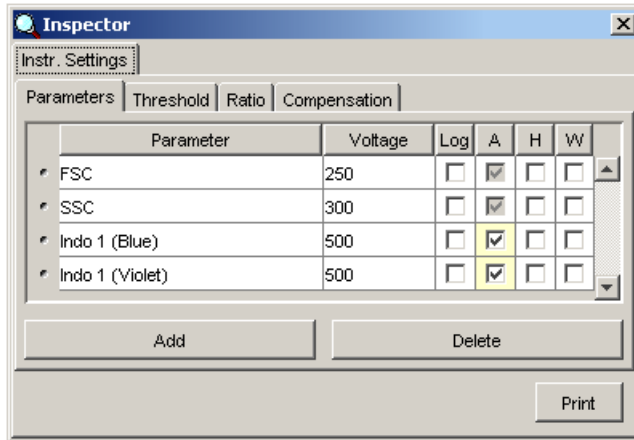 Inspector
Instr. Settings
Parameters Threshold Ratio Compensation
Parameter Voltage Log A H W
FSC 250
SSC 300
Indo 1 (Blue) 500
Indo 1 (Violet) 500
Add Delete
Print